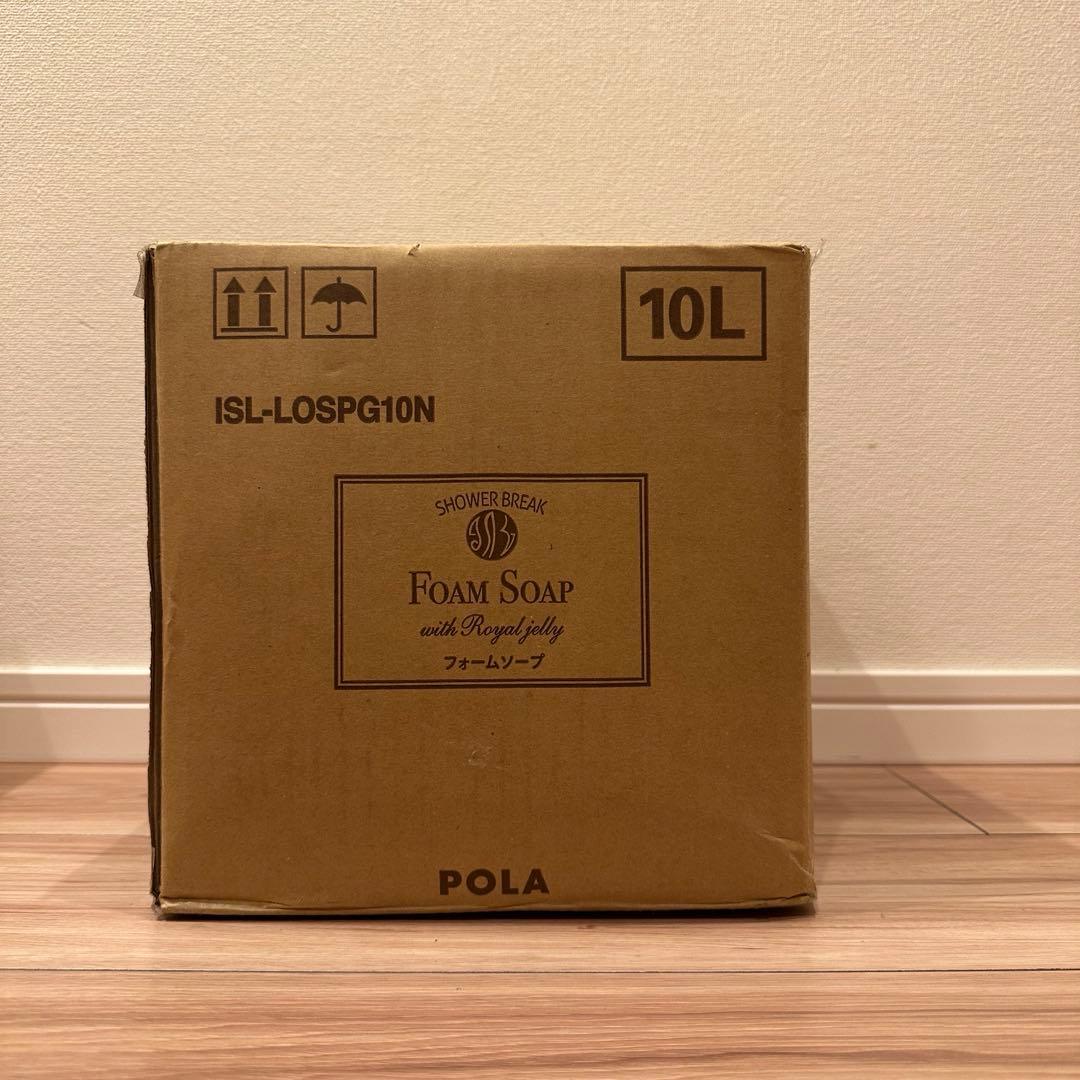 10L
ISL-LOSPG10N
SHOWER BREAK
FOAM SOAP
with Royal jelly
フォームソープ
POLA